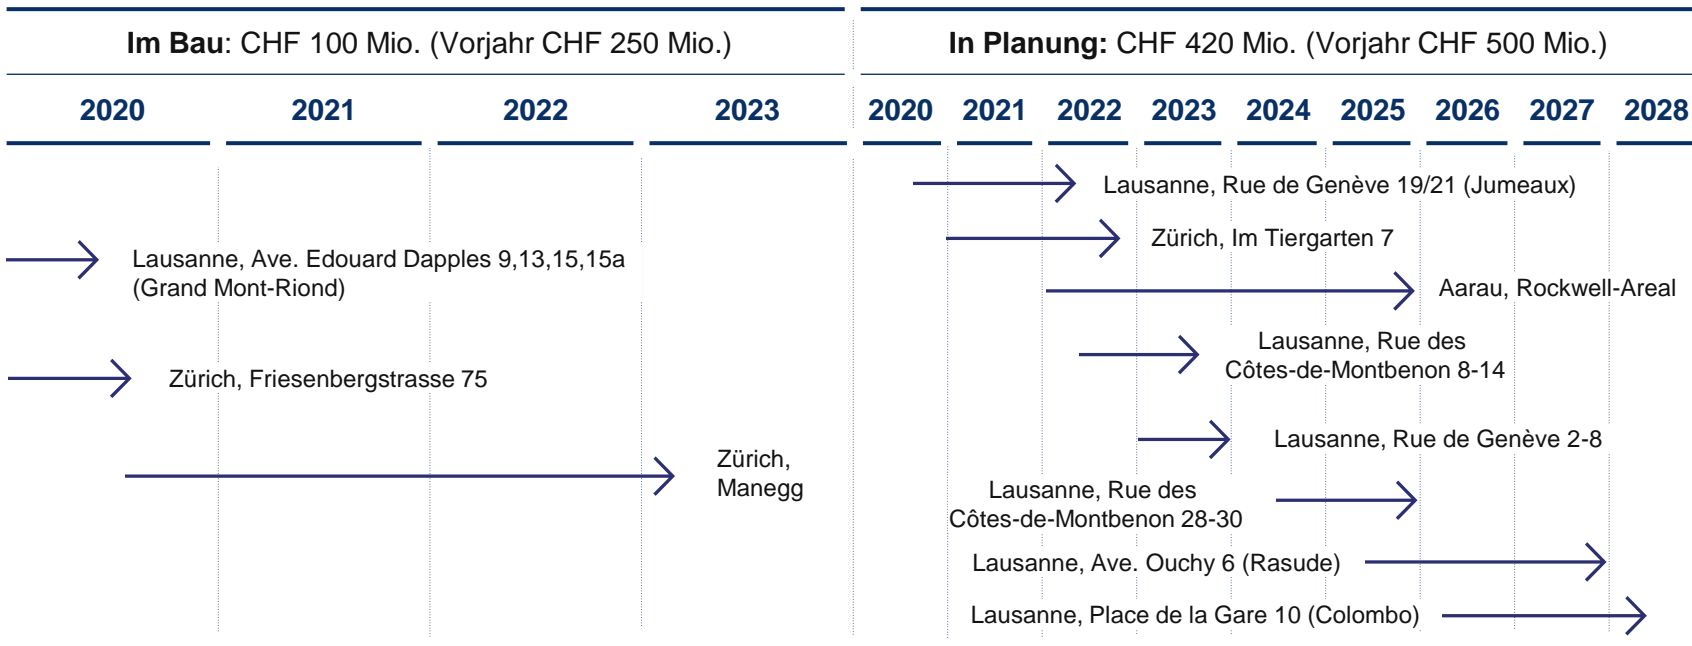 Im Bau: CHF 100 Mio. (Vorjahr CHF 250 Mio.)
2020 2021 2022 2023
Lausanne, Ave. Edouard Dapples 9,13,15,15a
(Grand Mont-Riond)
Zürich, Friesenbergstrasse 75
Zürich,
Manegg
In Planung: CHF 420 Mio. (Vorjahr CHF 500 Mio.)
2020 2021 2022 2023 2024 2025 2026 2027 2028
Lausanne, Rue de Genève 19/21 (Jumeaux)
Zürich, Im Tiergarten 7
Aarau, Rockwell-Areal
Lausanne, Rue des
Côtes-de-Montbenon 8-14
Lausanne, Rue de Genève 2-8
Lausanne, Rue des
Côtes-de-Montbenon 28-30
Lausanne, Ave. Ouchy 6 (Rasude)
Lausanne, Place de la Gare 10 (Colombo)